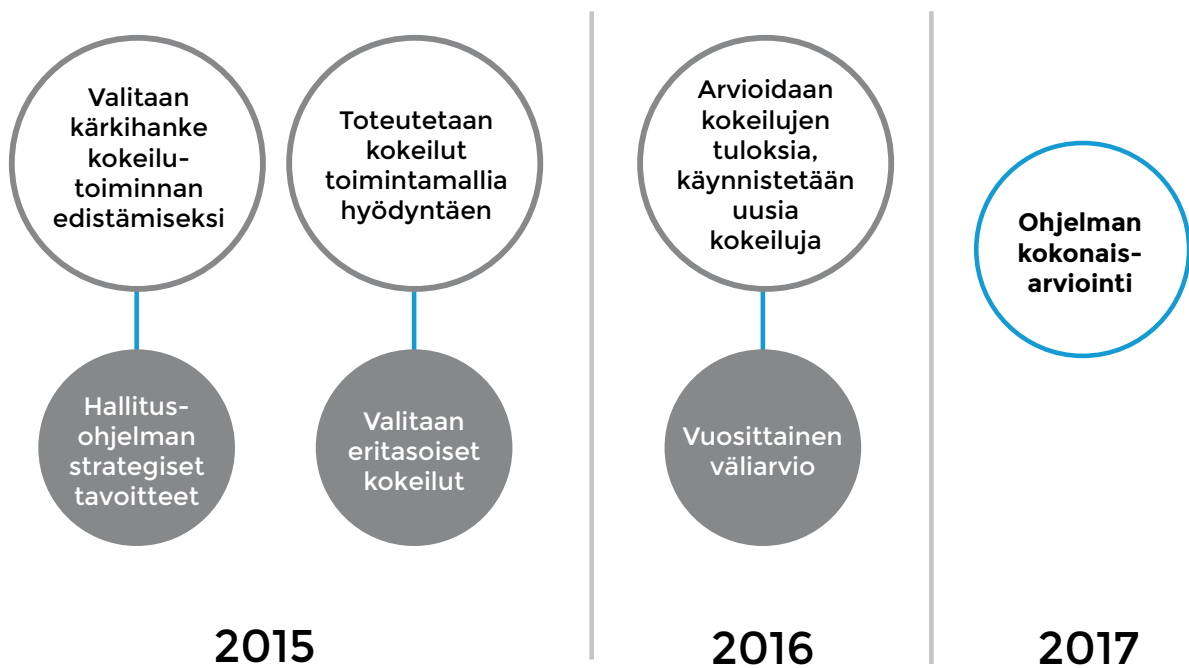 Valitaan
kärkihanke
kokeilu-
toiminnan
edistämiseksi
Toteutetaan
kokeilut
toimintamallia
hyödyntäen
Arvioidaan
kokeilujen
tuloksia,
käynnistetään
uusia
kokeiluja
Ohjelman
kokonais-
arviointi
Hallitus-
ohjelman
strategiset
tavoitteet
Valitaan
eritasoiset
kokeilut
Vuosittainen
väliarvio
2015
2016
2017